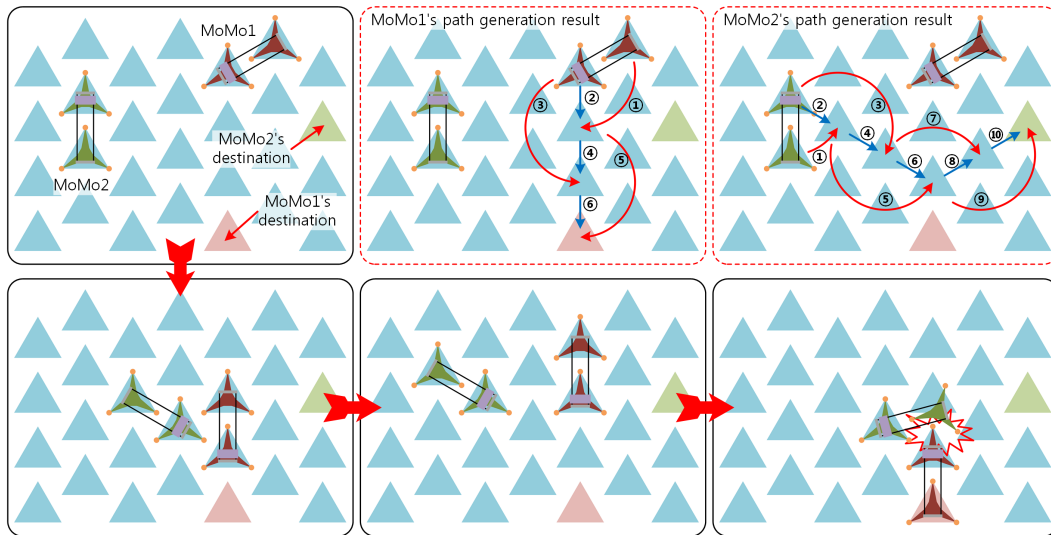 MoMo1
MoMo2's
destination
MoMo2
MoMo1's
destination
MoMo1's path generation result
②
①
③
④
⑤
⑥
MoMo2's path generation result
②
③
⑦
⑩
①
④
⑥
⑧
⑤
⑨